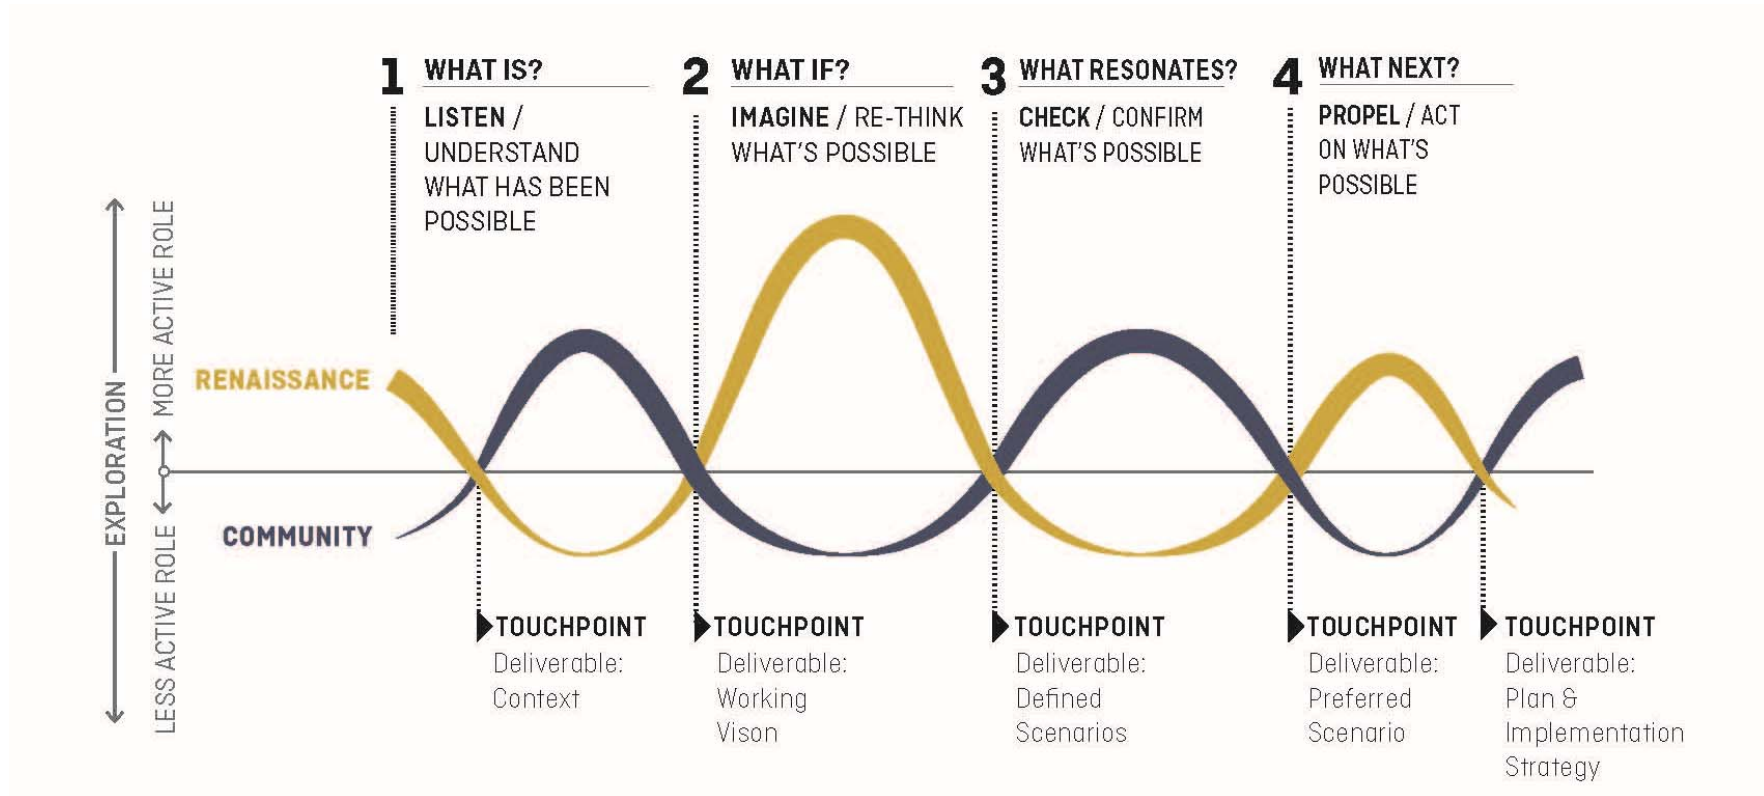 1 WHAT IS?
LISTEN /
UNDERSTAND
WHAT HAS BEEN
POSSIBLE
2 WHAT IF?
IMAGINE / RE-THINK
WHAT'S POSSIBLE
3 WHAT RESONATES?
CHECK / CONFIRM
WHAT'S POSSIBLE
4 WHAT NEXT?
PROPEL / ACT
ON WHAT'S
POSSIBLE
EXPLORATION
MORE ACTIVE ROLE
LESS ACTIVE ROLE
RENAISSANCE
COMMUNITY
TOUCHPOINT
Deliverable:
Context
TOUCHPOINT
Deliverable:
Working
Vison
TOUCHPOINT
Deliverable:
Defined
Scenarios
TOUCHPOINT
Deliverable:
Preferred
Scenario
TOUCHPOINT
Deliverable:
Plan &
Implementation
Strategy